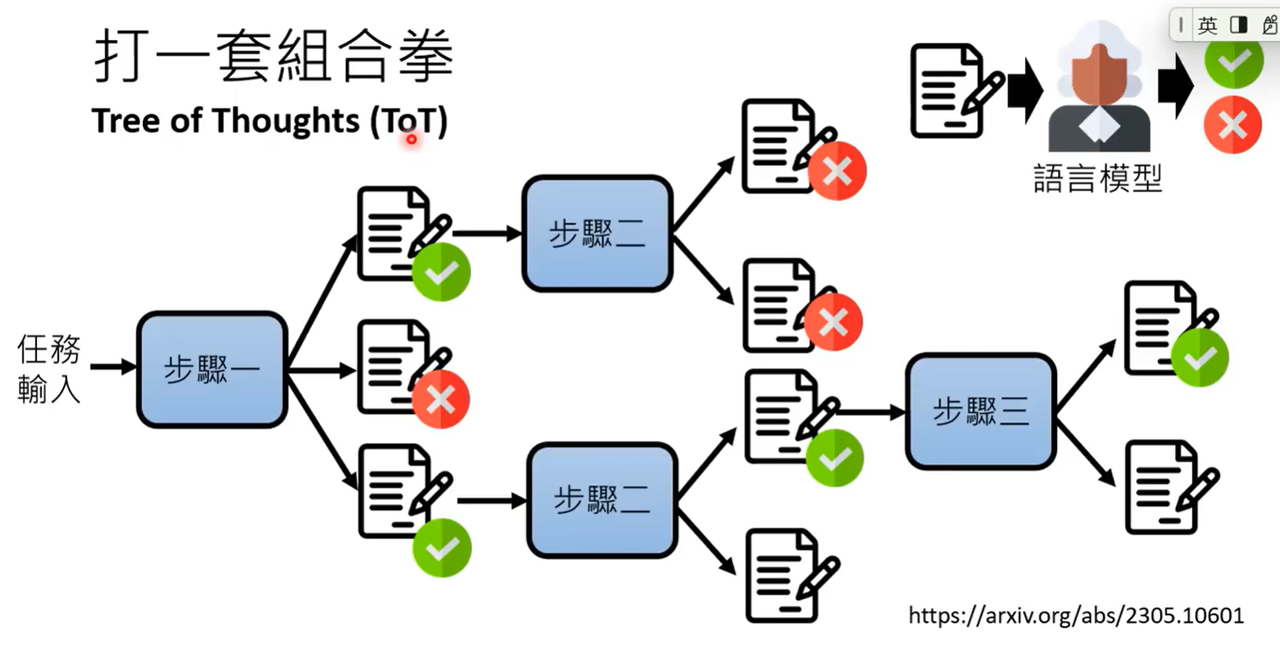 打一套組合拳
Tree of Thoughts (ToT)
英
語言模型
任務
輸入
步驟一
步驟二
步驟二
步驟三
https://arxiv.org/abs/2305.10601